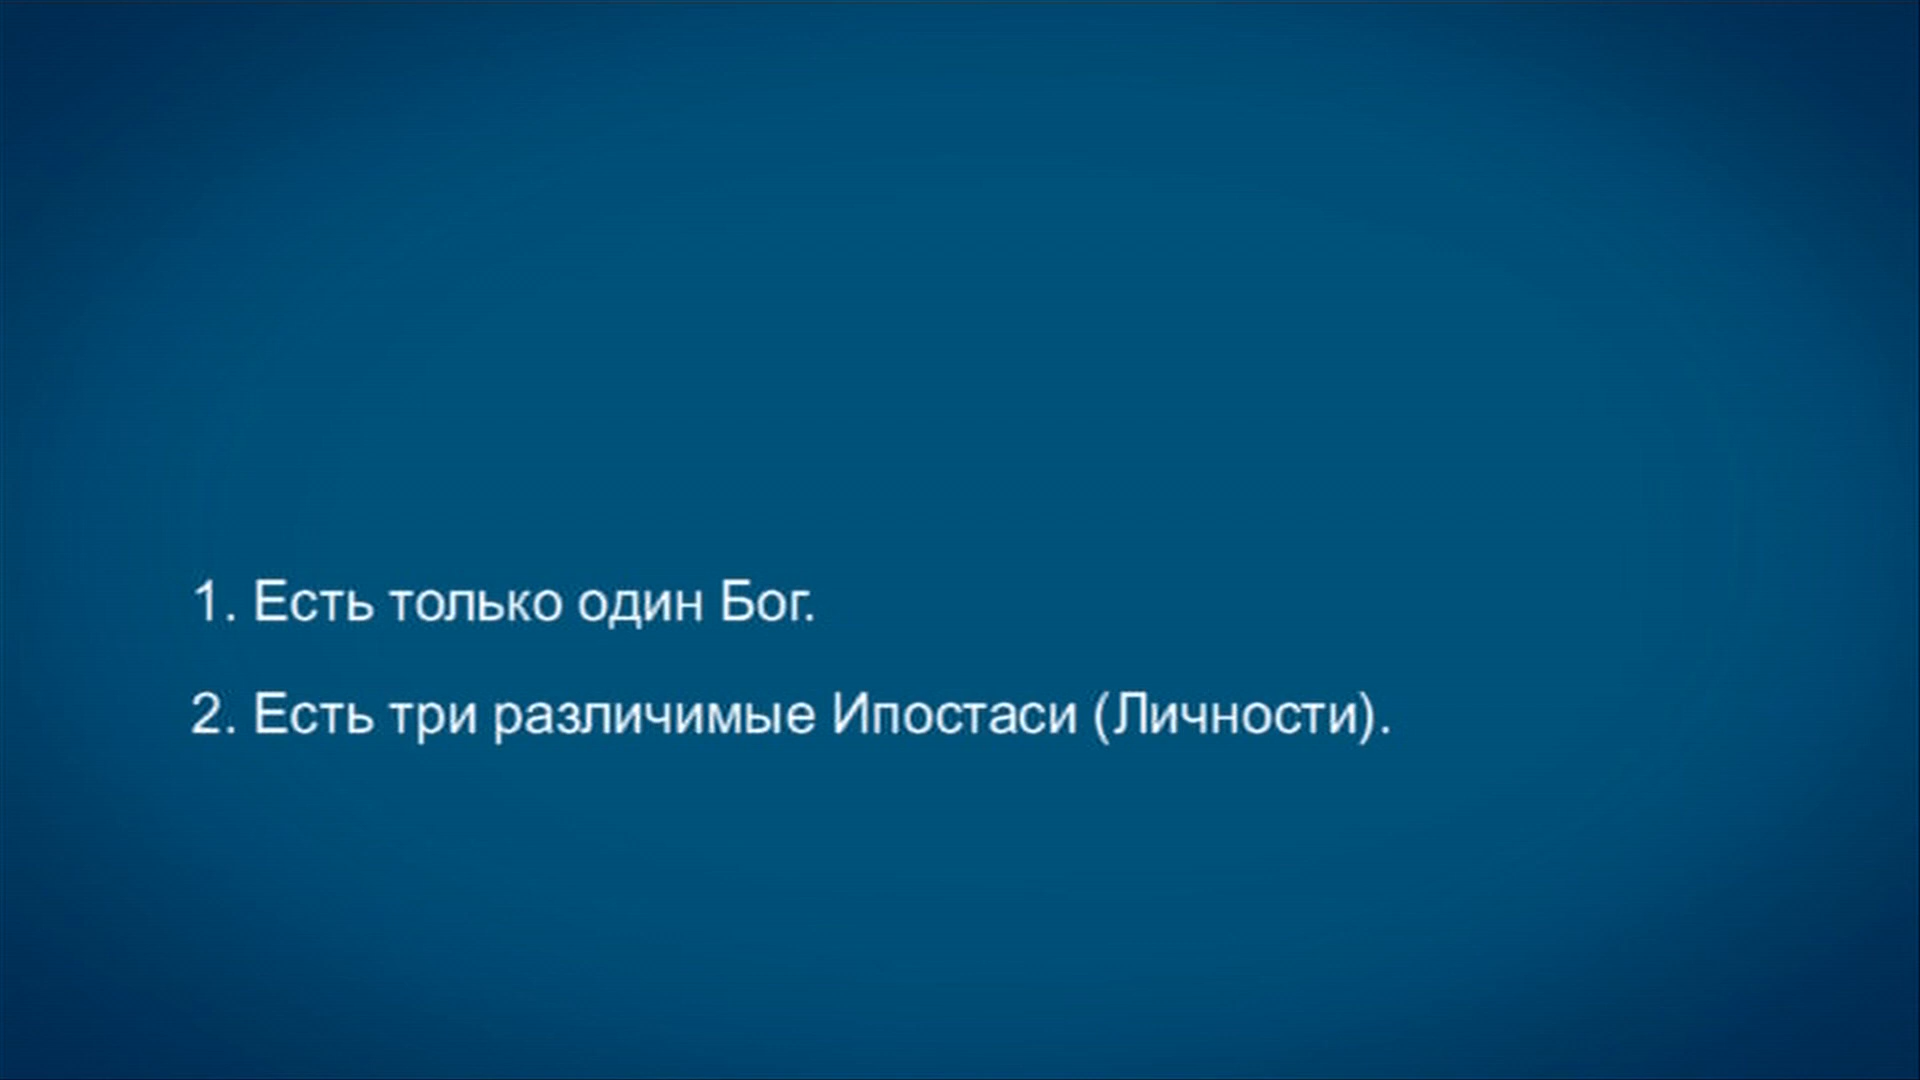 1. Есть только один Бог.
2. Есть три различимые Ипостаси (Личности).